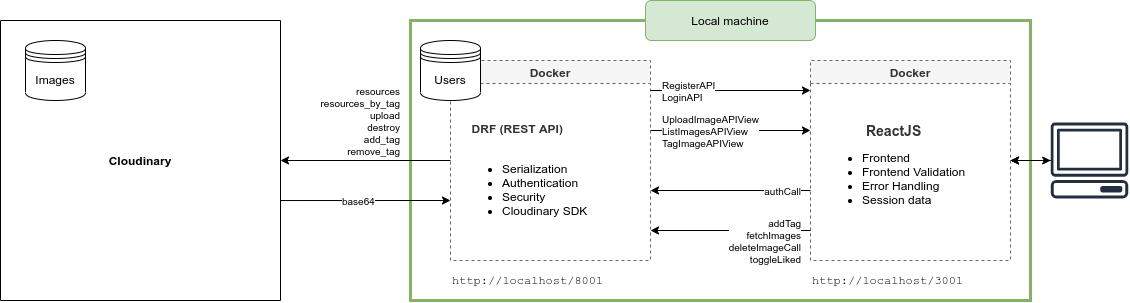 Local machine
Images
Cloudinary
resources
resources_by_tag
upload
destroy
add_tag
remove_tag
base64
Users
Docker
DRF (REST API)
Serialization
Authentication
Security
Cloudinary SDK
http://localhost/8001
RegisterAPI
LoginAPI
UploadImageAPIView
ListImagesAPIView
TagImageAPIView
authCall
addTag
fetchImages
deleteImageCall
toggleLiked
Docker
ReactJS
Frontend
Frontend Validation
Error Handling
Session data
http://localhost/3001